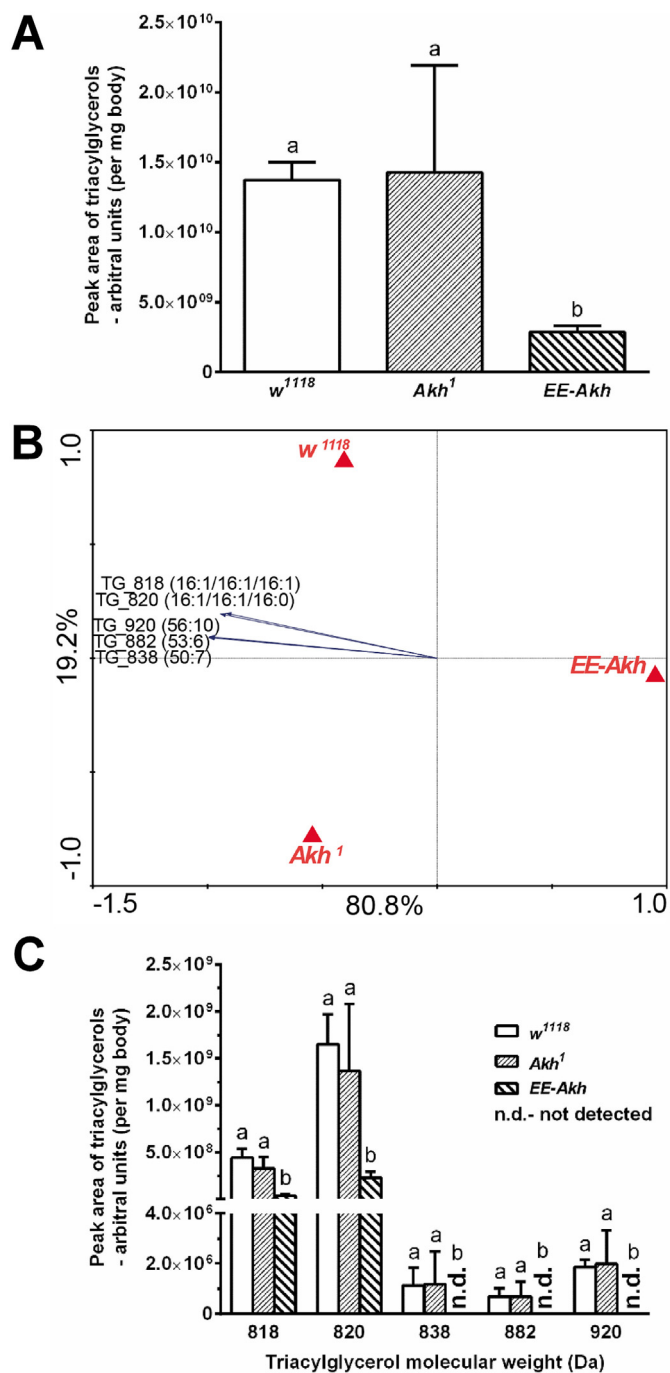 A
Peak area of triacylglycerols
- arbitral units (per mg body)
2.5×10¹⁰
2.0×10¹⁰
1.5×10¹⁰
1.0×10¹⁰
5.0×10⁰⁹
0
a
a
b
w¹¹¹⁸
Akh¹
EE-Akh
B
1.0
19.2%
-1.0
w ¹¹¹⁸
TG_818 (16:1/16:1/16:1)
TG_820 (16:1/16:1/16:0)
TG_920 (56:10)
TG_882 (53:6)
TG_838 (50:7)
EE-Akh
Akh ¹
-1.5
80.8%
1.0
C
Peak area of triacylglycerols
- arbitral units (per mg body)
2.5×10⁹
2.0×10⁹
1.5×10⁹
1.0×10⁹
5.0×10⁸
4.0×10⁶
2.0×10⁶
0
a a b
a a b
a a b
n.d.
a a b
n.d.
a a b
n.d.
w¹¹¹⁸
Akh¹
EE-Akh
n.d.- not detected
818
820
838
882
920
Triacylglycerol molecular weight (Da)